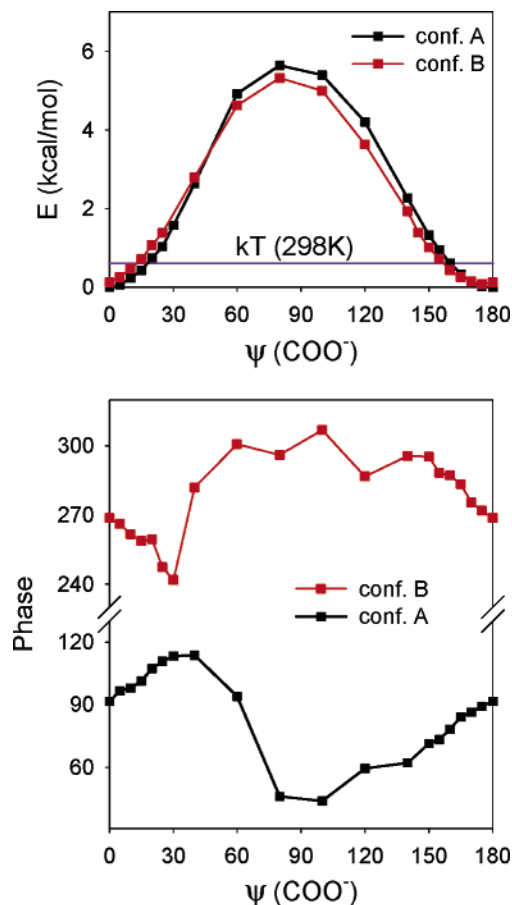 E (kcal/mol)
6
4
2
0
conf. A
conf. B
kT (298K)
0 30 60 90 120 150 180
ψ (COO⁻)
Phase
300
270
240
120
90
60
conf. B
conf. A
0 30 60 90 120 150 180
ψ (COO⁻)